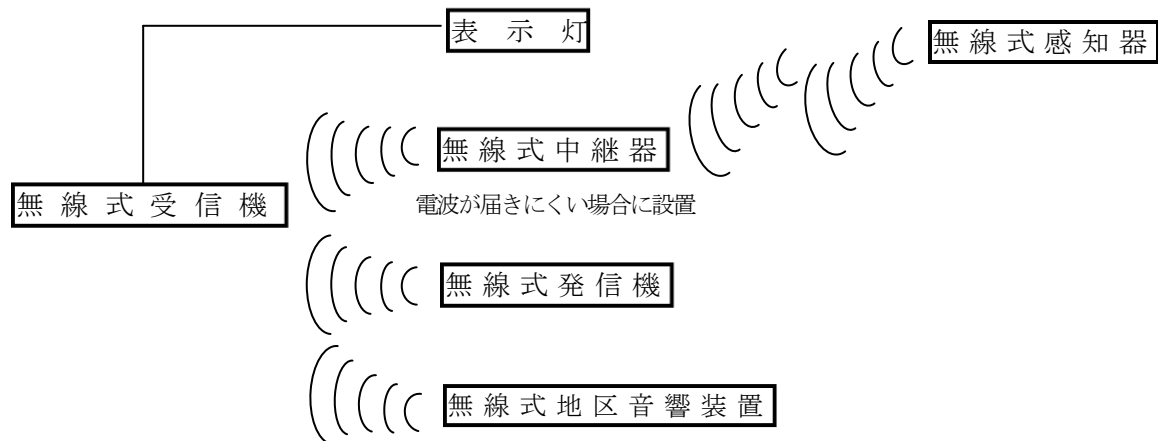 表示灯
無線式感知器
無線式中継器
無線式受信機
電波が届きにくい場合に設置
無線式発信機
無線式地区音響装置